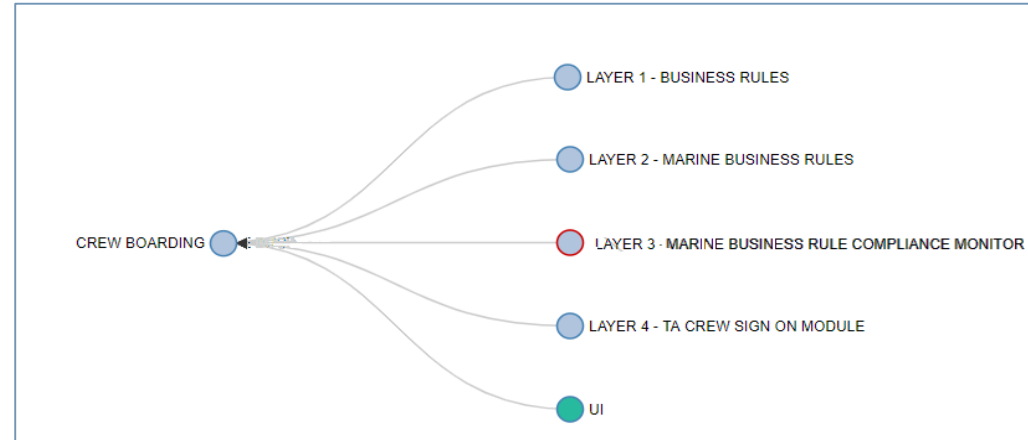 LAYER 1 - BUSINESS RULES
LAYER 2 - MARINE BUSINESS RULES
CREW BOARDING
LAYER 3 - MARINE BUSINESS RULE COMPLIANCE MONITOR
LAYER 4 - TA CREW SIGN ON MODULE
UI